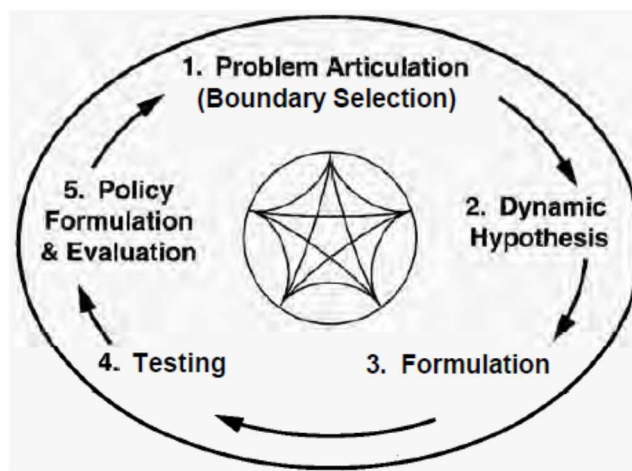 1. Problem Articulation
(Boundary Selection)
2. Dynamic
Hypothesis
3. Formulation
4. Testing
5. Policy
Formulation
& Evaluation